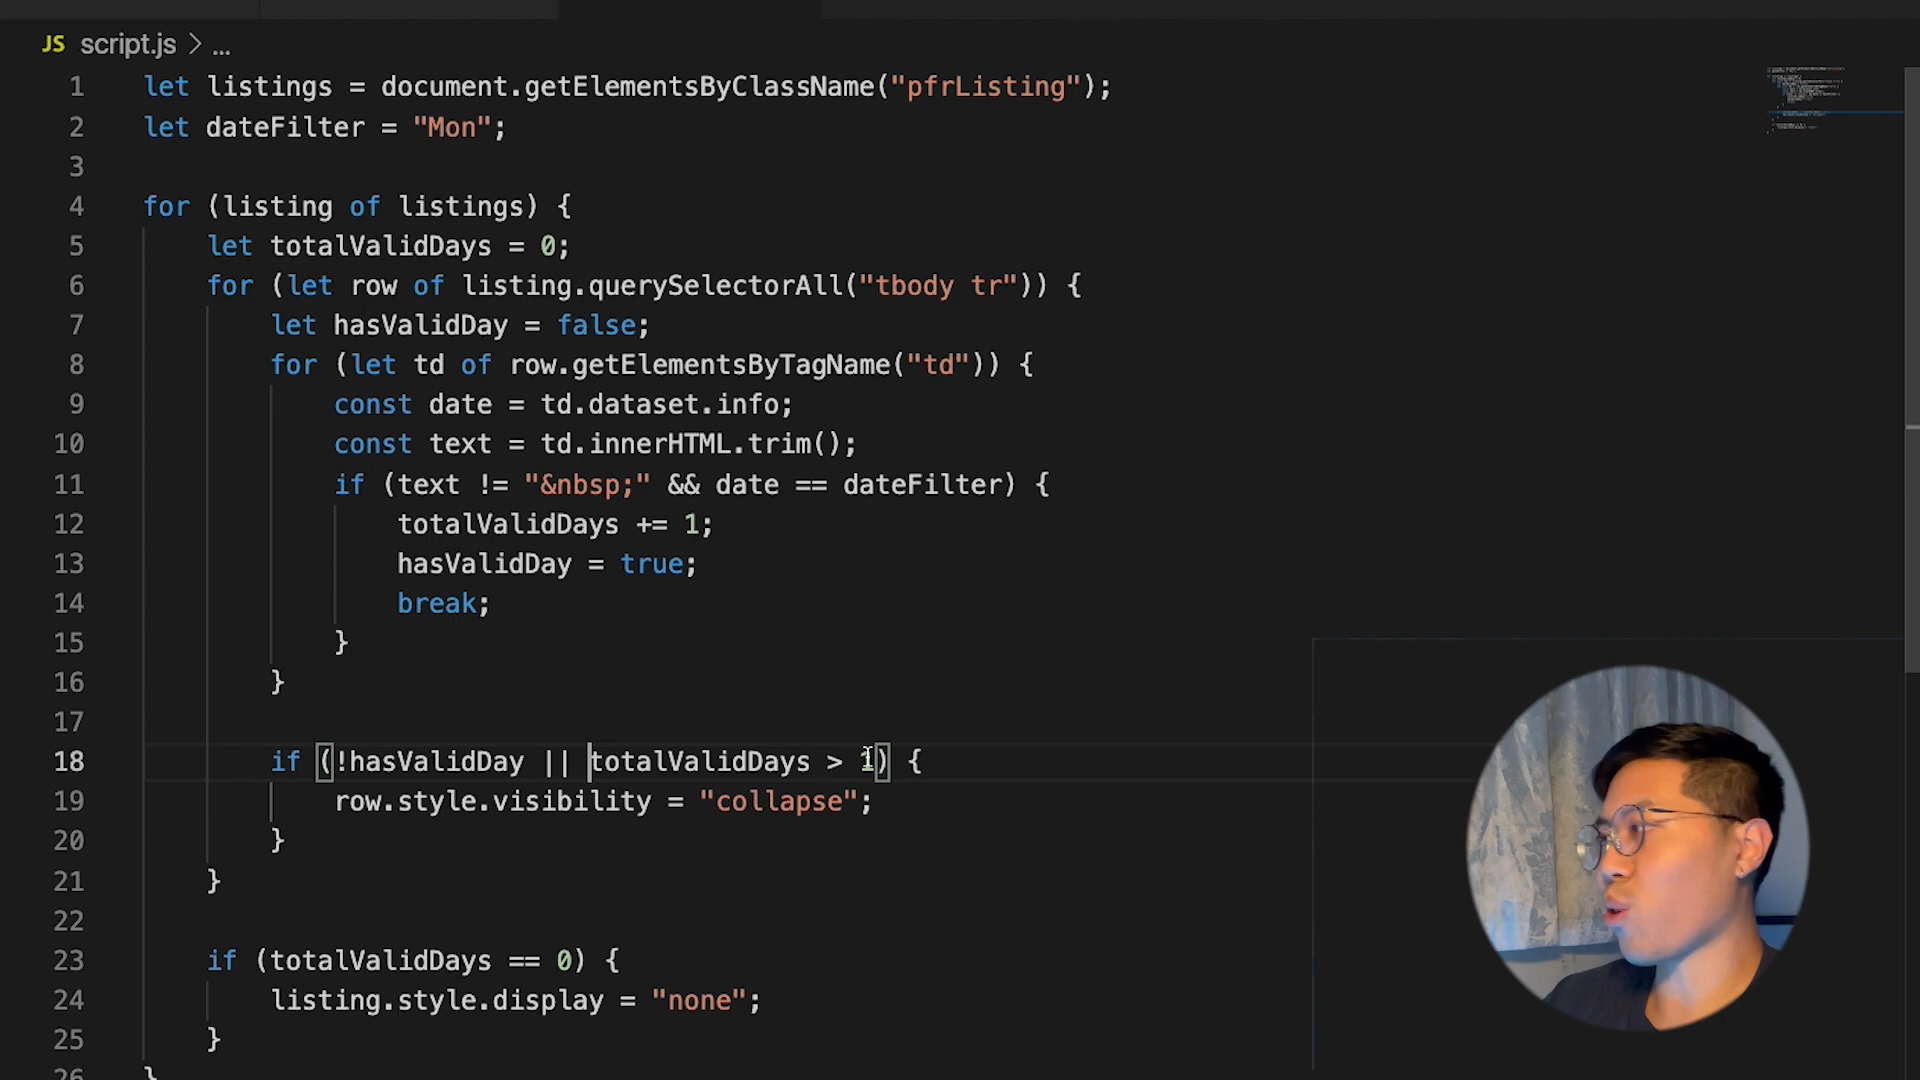 JS script.js > ...
1 let listings = document.getElementsByClassName("pfrListing");
2 let dateFilter = "Mon";
3
4 for (listing of listings) {
5 let totalValidDays = 0;
6 for (let row of listing.querySelectorAll("tbody tr")) {
7 let hasValidDay = false;
8 for (let td of row.getElementsByTagName("td")) {
9 const date = td.dataset.info;
10 const text = td.innerHTML.trim();
11 if (text != "&nbsp;" && date == dateFilter) {
12 totalValidDays += 1;
13 hasValidDay = true;
14 break;
15 }
16 }
17
18 if (!hasValidDay || totalValidDays > 1) {
19 row.style.visibility = "collapse";
20 }
21 }
22
23 if (totalValidDays == 0) {
24 listing.style.display = "none";
25 }
26 }